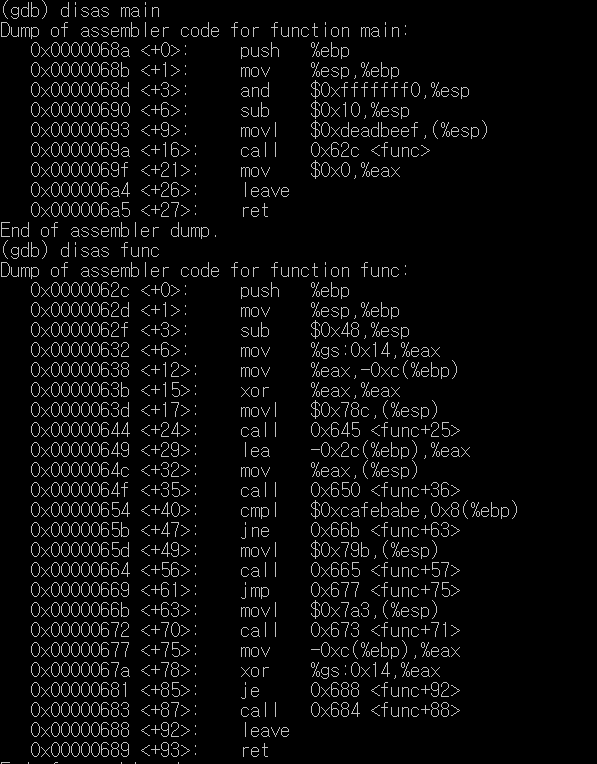 (gdb) disas main
Dump of assembler code for function main:
0x0000068a <+0>: push %ebp
0x0000068b <+1>: mov %esp,%ebp
0x0000068d <+3>: and $0xfffffff0,%esp
0x00000690 <+6>: sub $0x10,%esp
0x00000693 <+9>: movl $0xdeadbeef,(%esp)
0x0000069a <+16>: call 0x62c <func>
0x0000069f <+21>: mov $0x0,%eax
0x000006a4 <+26>: leave
0x000006a5 <+27>: ret
End of assembler dump.
(gdb) disas func
Dump of assembler code for function func:
0x0000062c <+0>: push %ebp
0x0000062d <+1>: mov %esp,%ebp
0x0000062f <+3>: sub $0x48,%esp
0x00000632 <+6>: mov %gs:0x14,%eax
0x00000638 <+12>: mov %eax,-0xc(%ebp)
0x0000063b <+15>: xor %eax,%eax
0x0000063d <+17>: movl $0x78c,(%esp)
0x00000644 <+24>: call 0x645 <func+25>
0x00000649 <+29>: lea -0x2c(%ebp),%eax
0x0000064c <+32>: mov %eax,(%esp)
0x0000064f <+35>: call 0x650 <func+36>
0x00000654 <+40>: cmpl $0xcafebabe,0x8(%ebp)
0x0000065b <+47>: jne 0x66b <func+63>
0x0000065d <+49>: movl $0x79b,(%esp)
0x00000664 <+56>: call 0x665 <func+57>
0x00000669 <+61>: jmp 0x677 <func+75>
0x0000066b <+63>: movl $0x7a3,(%esp)
0x00000672 <+70>: call 0x673 <func+71>
0x00000677 <+75>: mov -0xc(%ebp),%eax
0x0000067a <+78>: xor %gs:0x14,%eax
0x00000681 <+85>: je 0x688 <func+92>
0x00000683 <+87>: call 0x684 <func+88>
0x00000688 <+92>: leave
0x00000689 <+93>: ret